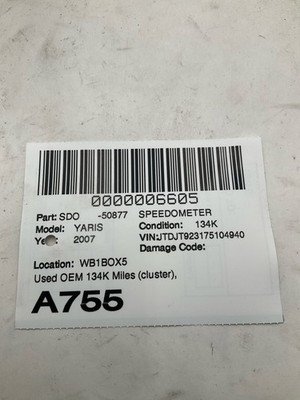 0000006605
Part: SDO -50877 SPEEDOMETER
Model: YARIS Condition: 134K
Year: 2007 VIN:JTDJT923175104940
Damage Code:
Location: WB1BOX5
Used OEM 134K Miles (cluster),
A755